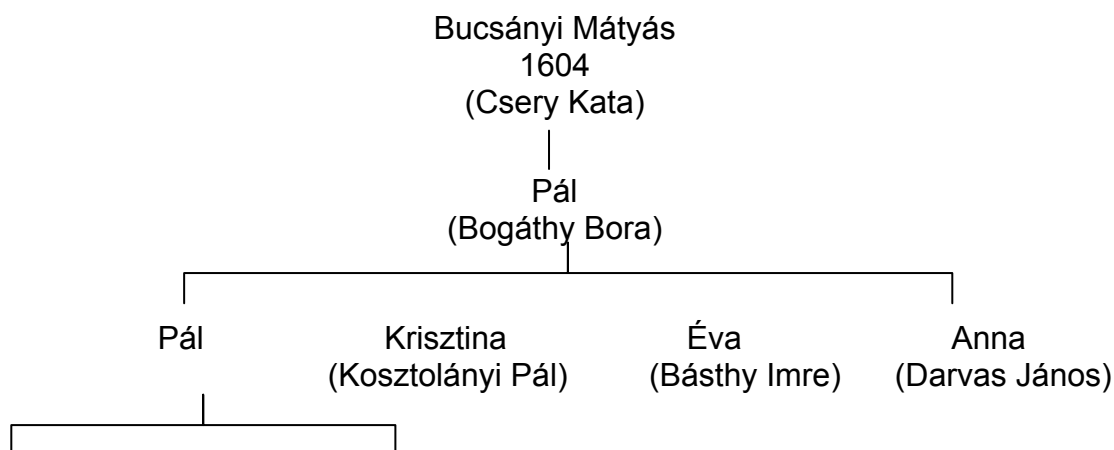 Bucsányi Mátyás
1604
(Csery Kata)
Pál
(Bogáthy Bora)
Pál Krisztina Éva Anna
(Kosztolányi Pál) (Básthy Imre) (Darvas János)